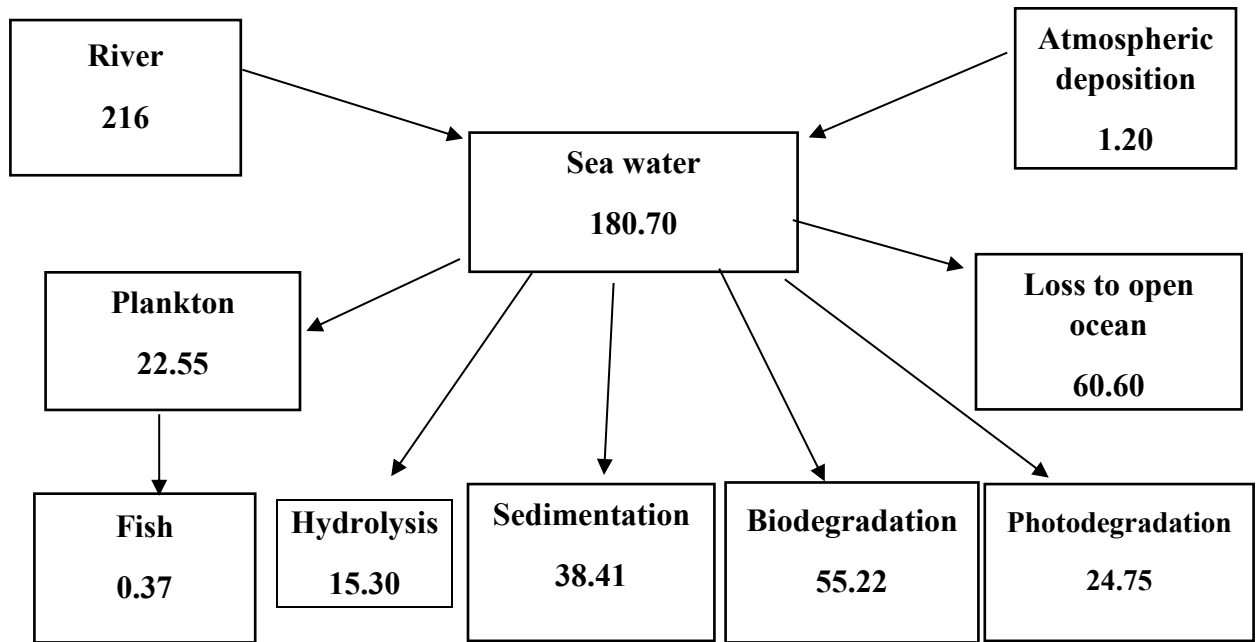 River
216
Atmospheric
deposition
1.20
Sea water
180.70
Plankton
22.55
Loss to open
ocean
60.60
Fish
0.37
Hydrolysis
15.30
Sedimentation
38.41
Biodegradation
55.22
Photodegradation
24.75